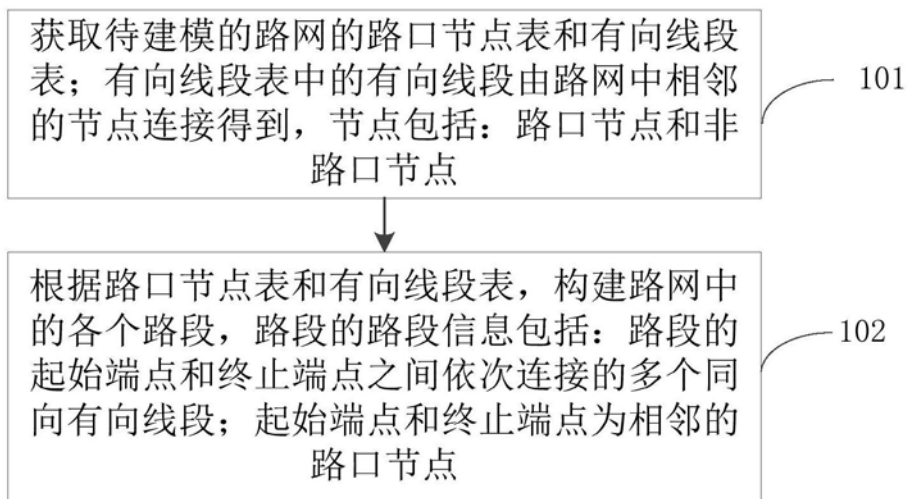 获取待建模的路网的路口节点表和有向线段
表；有向线段表中的有向线段由路网中相邻
的节点连接得到，节点包括：路口节点和非
路口节点
101
根据路口节点表和有向线段表，构建路网中
的各个路段，路段的路段信息包括：路段的
起始端点和终止端点之间依次连接的多个同
向有向线段；起始端点和终止端点为相邻的
路口节点
102